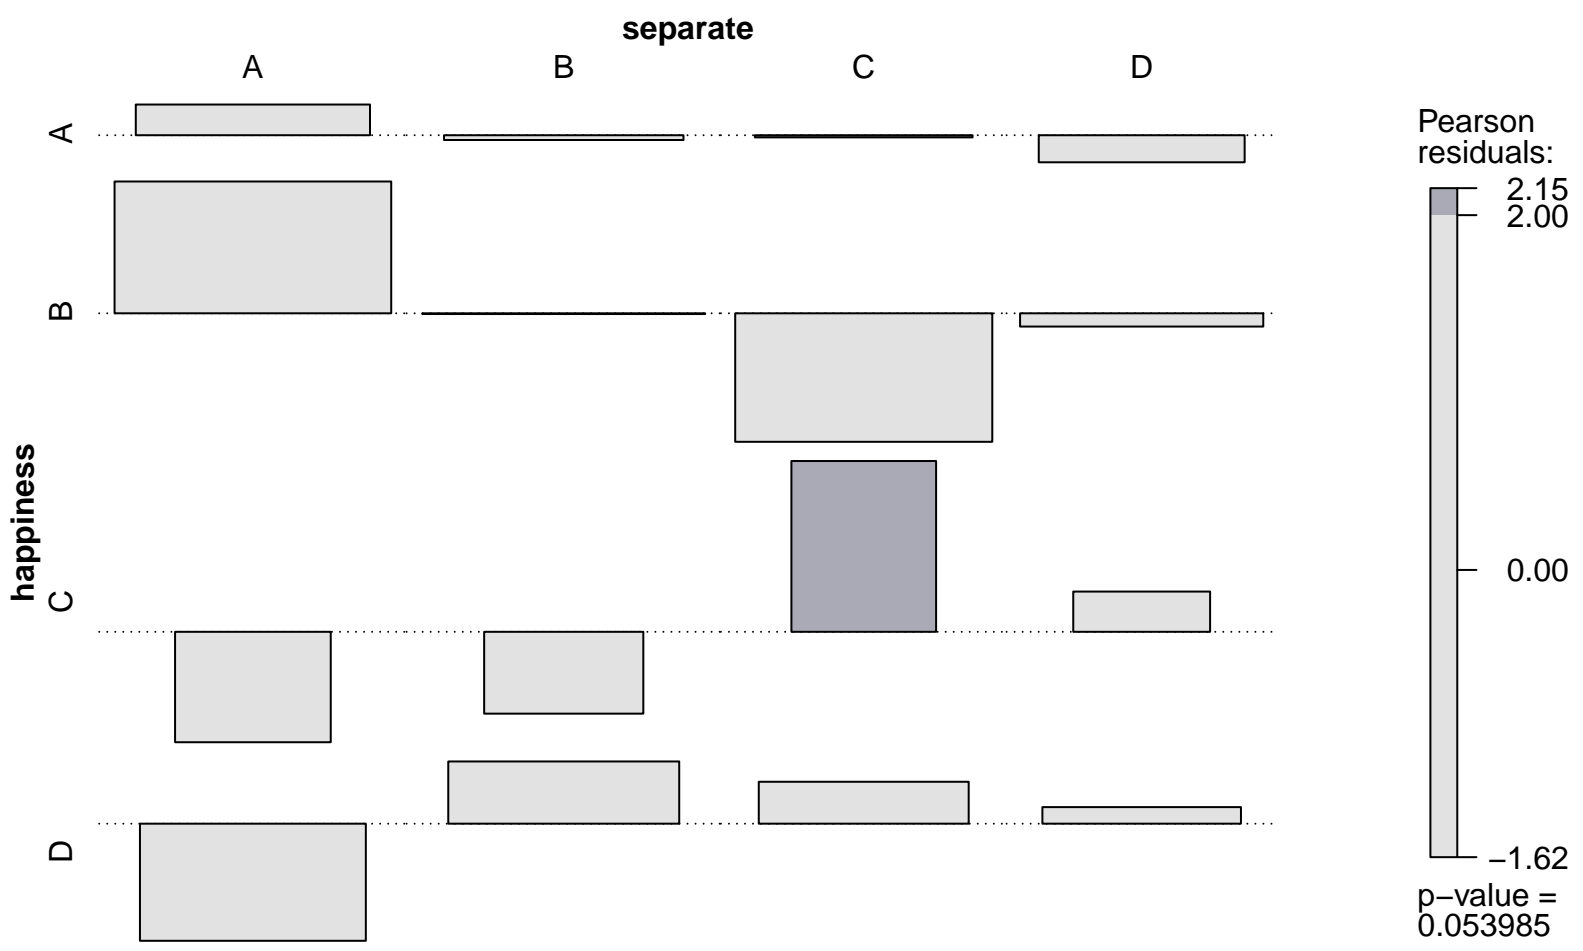 separate
A B C D
A
B
C
D
happiness
Pearson
residuals:
2.15
2.00
0.00
−1.62
p−value =
0.053985